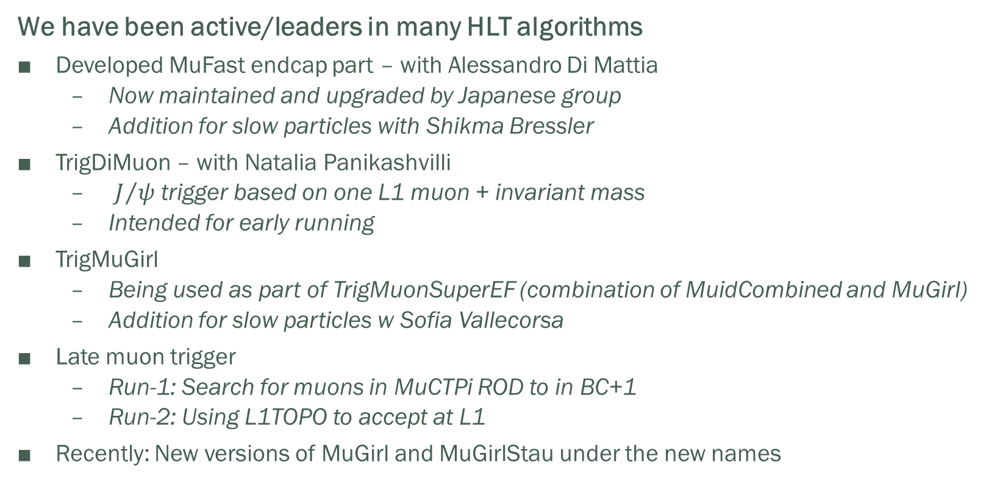 We have been active/leaders in many HLT algorithms
■ Developed MuFast endcap part – with Alessandro Di Mattia
– Now maintained and upgraded by Japanese group
– Addition for slow particles with Shikma Bressler
■ TrigDiMuon – with Natalia Panikashvilli
– J/ψ trigger based on one L1 muon + invariant mass
– Intended for early running
■ TrigMuGirl
– Being used as part of TrigMuonSuperEF (combination of MuidCombined and MuGirl)
– Addition for slow particles w Sofia Vallecorsa
■ Late muon trigger
– Run-1: Search for muons in MuCTPi ROD to in BC+1
– Run-2: Using L1TOPO to accept at L1
■ Recently: New versions of MuGirl and MuGirlStau under the new names